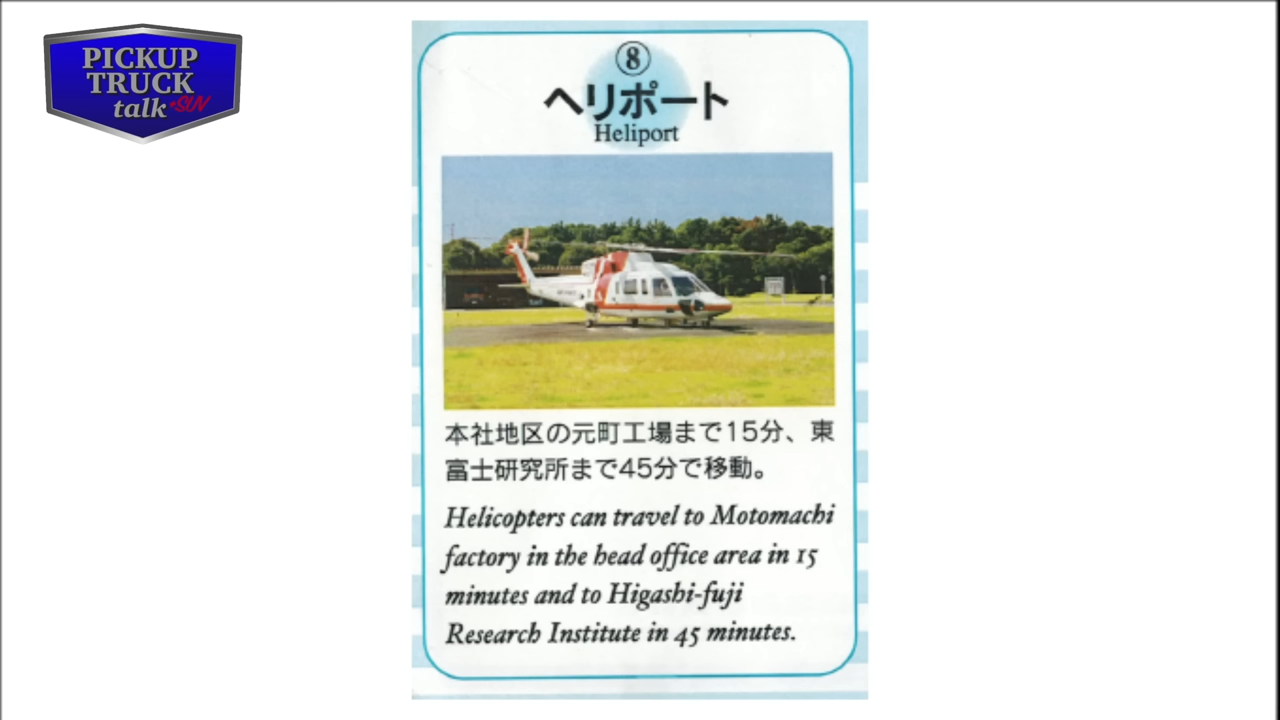 PICKUP
TRUCK
talk +SUV
⑧
ヘリポート
Heliport
本社地区の元町工場まで15分、東
富士研究所まで45分で移動。
Helicopters can travel to Motomachi
factory in the head office area in 15
minutes and to Higashi-fuji
Research Institute in 45 minutes.